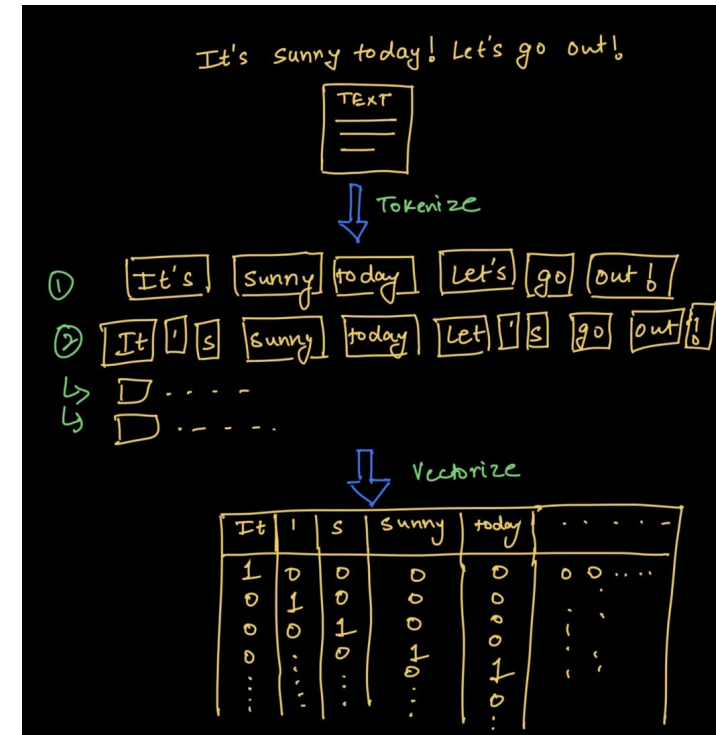 It's sunny today! Let's go out!
TEXT
Tokenize
① It's sunny today Let's go out!
② It ' s sunny today Let ' s go out !
Vectorize
It ' s sunny today . . . . -
1 0 0 0 0 0 0 ....
0 1 0 0 0
0 0 1 0 0
0 : 0 1 0
: : : 0 1
0